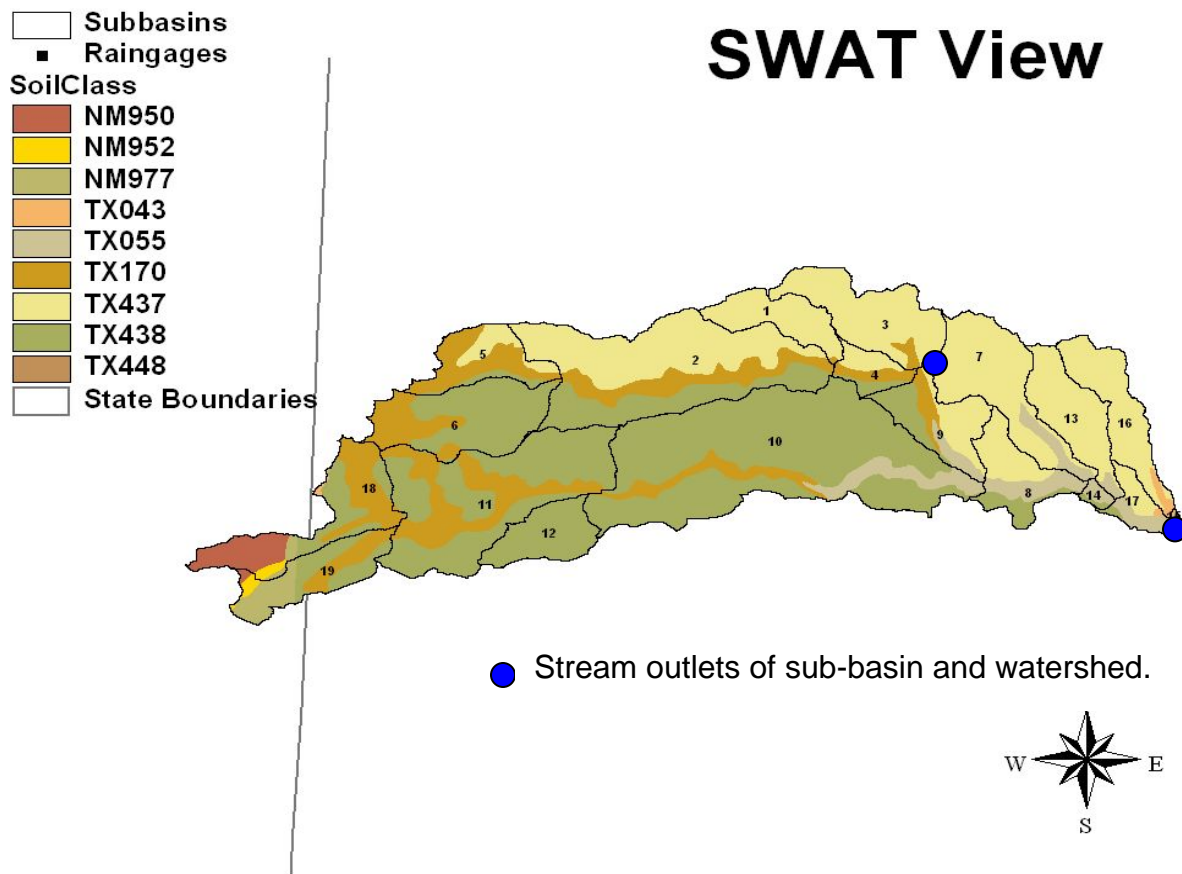 Subbasins
Raingages
SoilClass
NM950
NM952
NM977
TX043
TX055
TX170
TX437
TX438
TX448
State Boundaries
SWAT View
1
3
5
2
7
4
13
16
6
9
10
18
11
8
14
17
12
19
Stream outlets of sub-basin and watershed.
W E
S